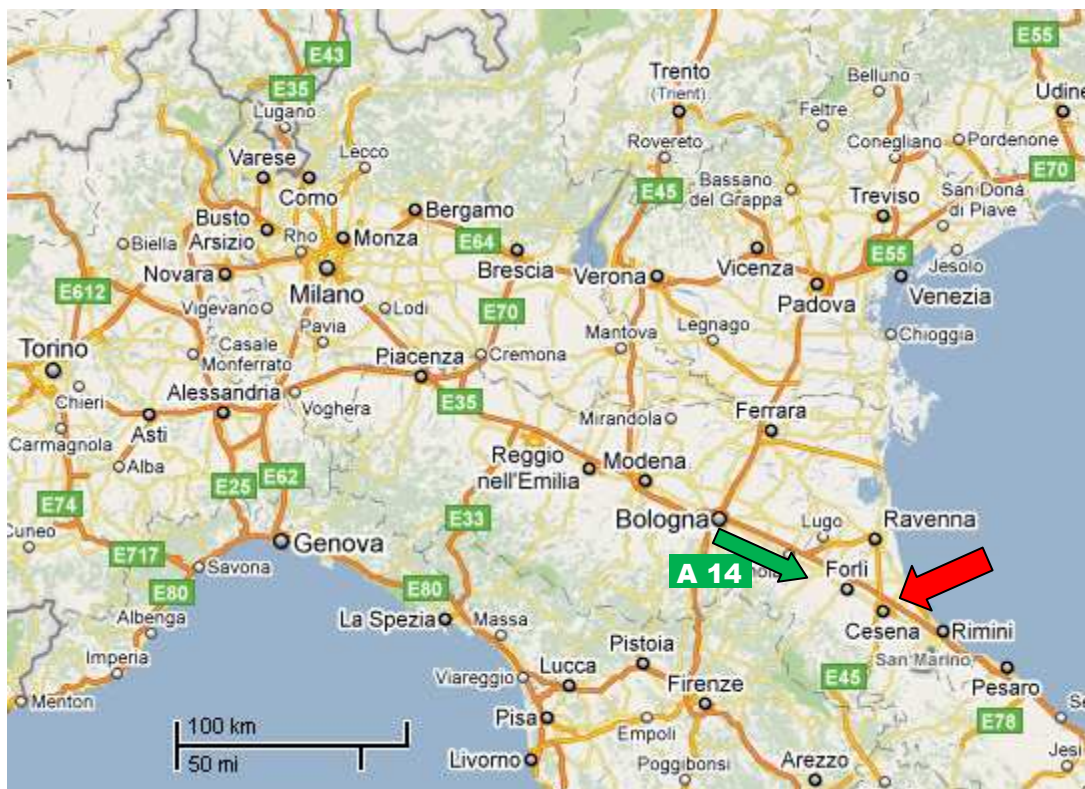 E43
E55
E35
Trento
(Trient)
Belluno
Udine
Lugano
Feltre
Varese
Lecco
Rovereto
Conegliano
Pordenone
E70
Como
E45
Bassano
del Grappa
Treviso
San Donà
di Piave
Busto
Arsizio
Bergamo
Rho
Monza
E64
Biella
Brescia
E55
Jesolo
Novara
Verona
Vicenza
Padova
Venezia
E612
Milano
Vigevano
Lodi
E70
Pavia
Mantova
Legnago
Chioggia
Torino
Casale
Monferrato
Piacenza
Cremona
Chieri
Alessandria
Voghera
E35
Ferrara
Asti
Mirandola
Carmagnola
Alba
Reggio
nell'Emilia
Modena
E25
E62
E74
E33
Bologna
Lugo
Ravenna
Cuneo
E717
Genova
A 14
Forlì
Savona
E80
E80
Albenga
La Spezia
Massa
Cesena
Rimini
Imperia
Pistoia
San Marino
Viareggio
Lucca
E45
Pesaro
Menton
Firenze
100 km
Pisa
E78
Empoli
50 mi
Livorno
Poggibonsi
Arezzo
Jesi